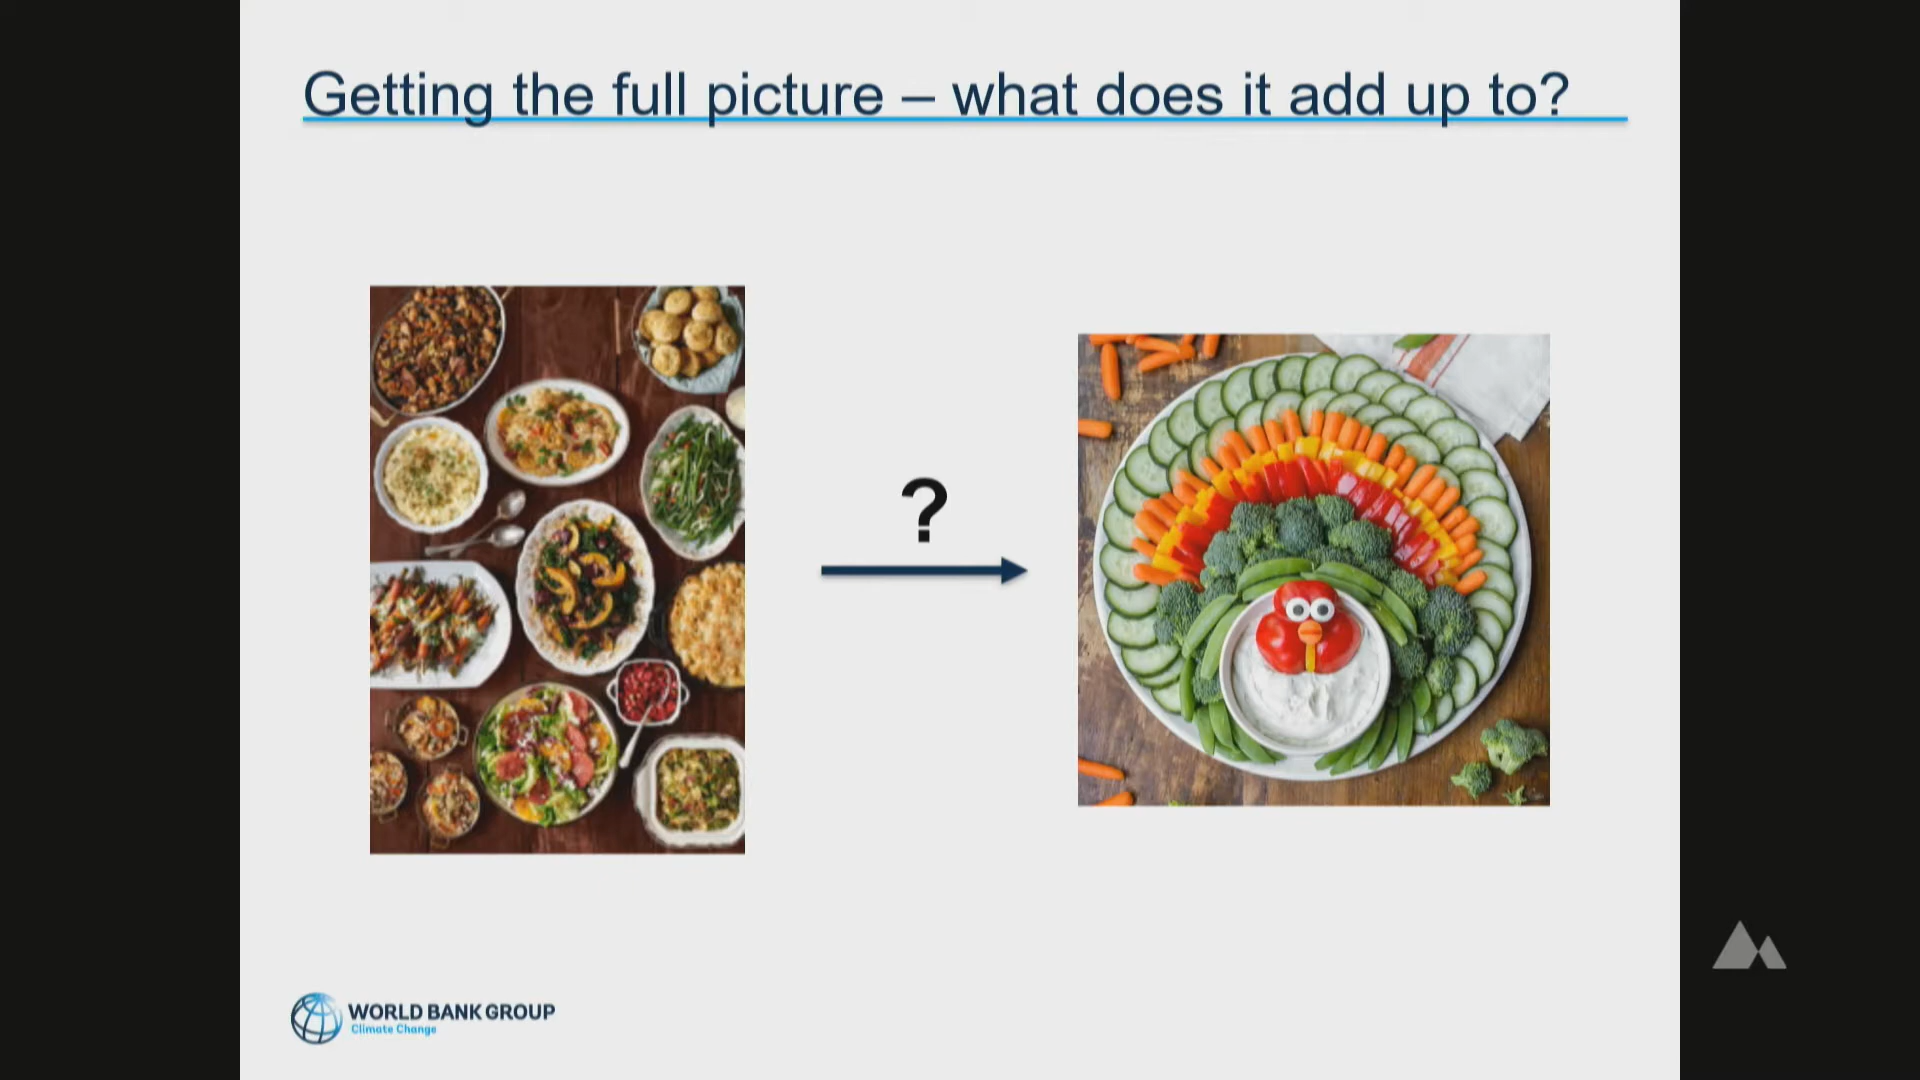 Getting the full picture – what does it add up to?
?
WORLD BANK GROUP
Climate Change